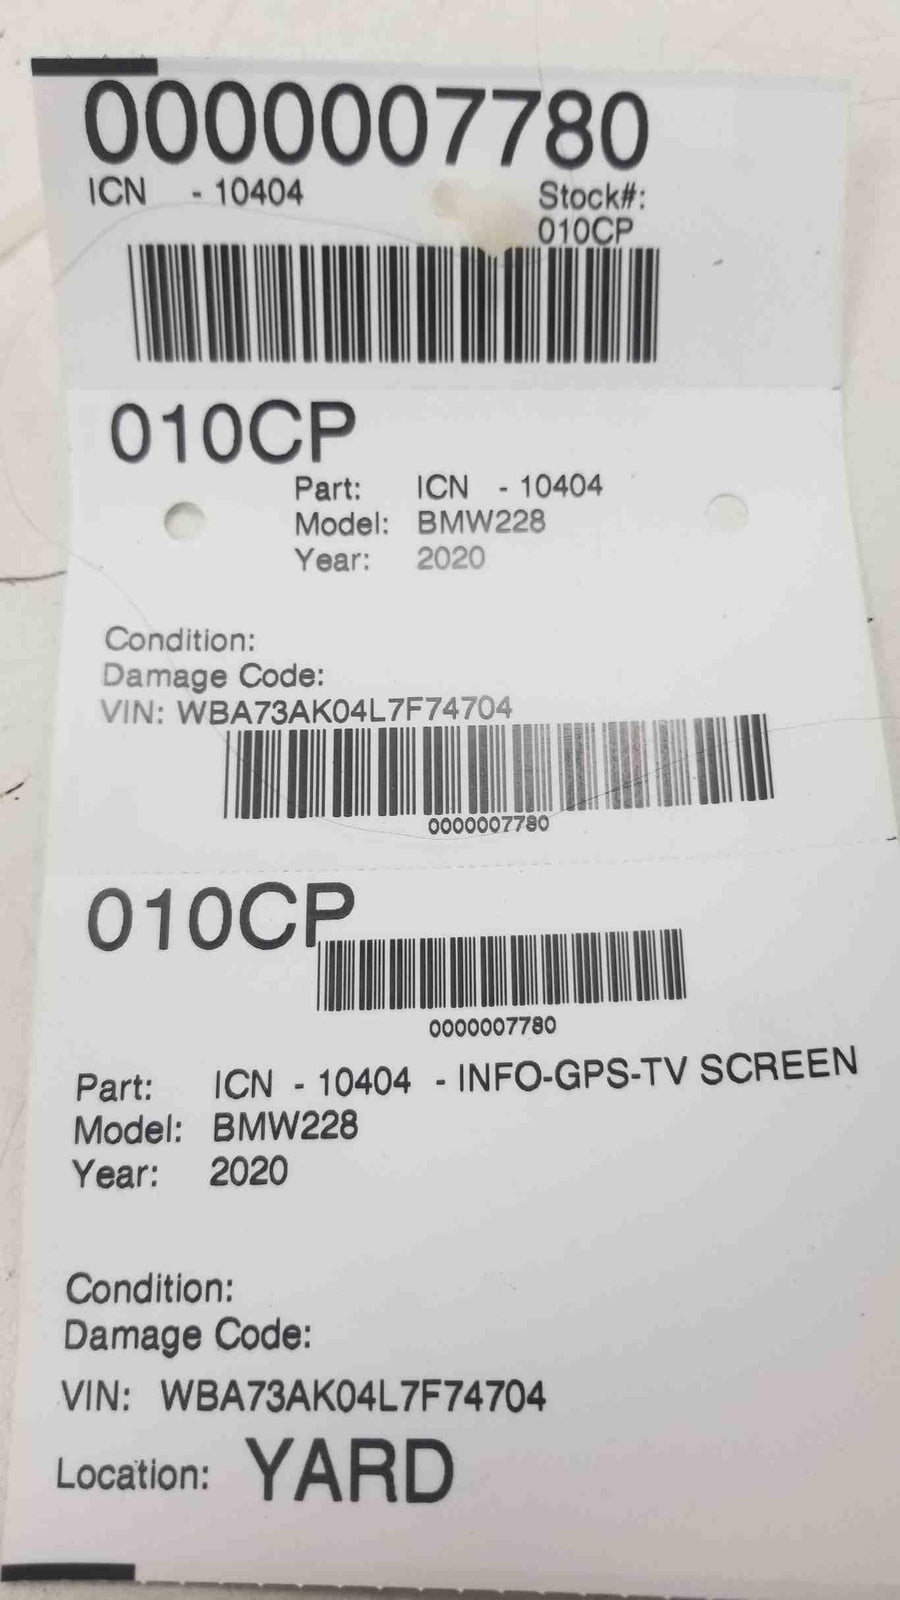 0000007780
ICN - 10404
Stock#:
010CP
010CP
Part: ICN - 10404
Model: BMW228
Year: 2020
Condition:
Damage Code:
VIN: WBA73AK04L7F74704
0000007780
010CP
0000007780
Part: ICN - 10404 - INFO-GPS-TV SCREEN
Model: BMW228
Year: 2020
Condition:
Damage Code:
VIN: WBA73AK04L7F74704
Location: YARD